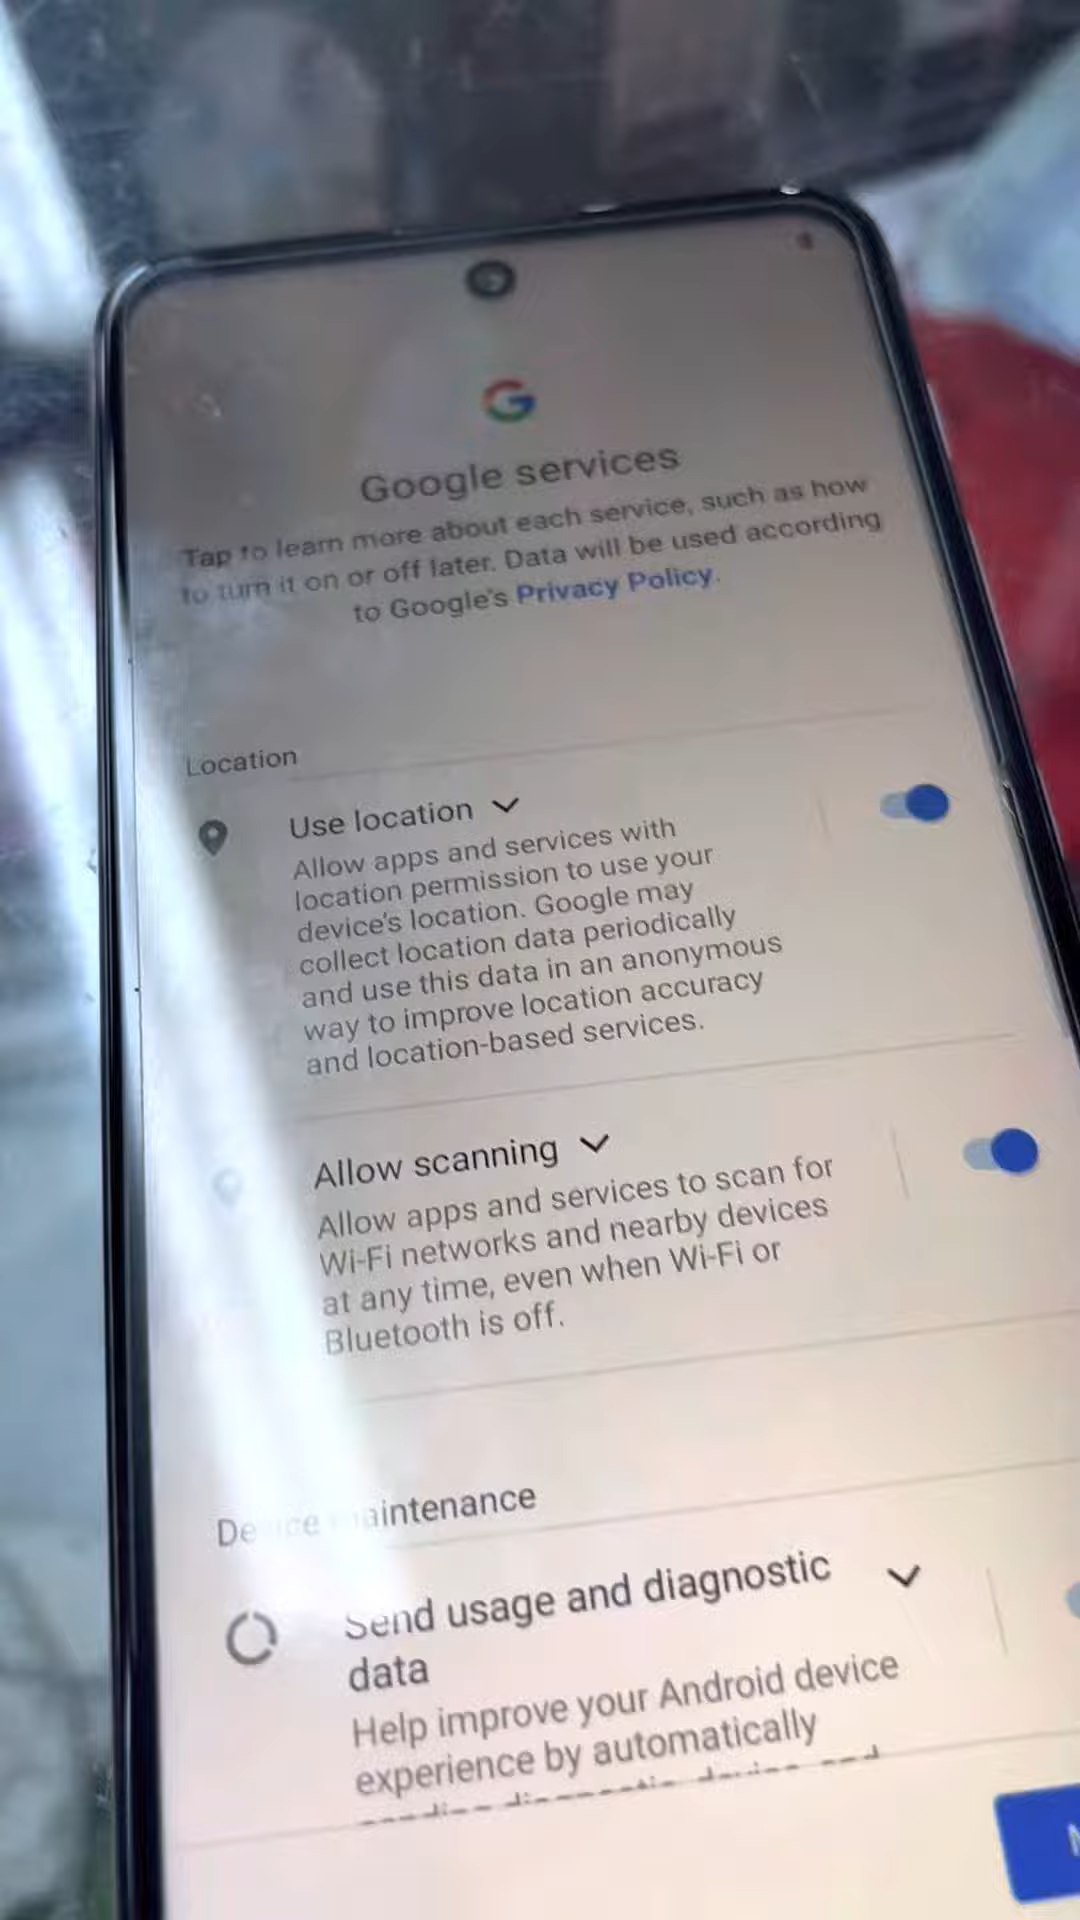 Google services
Tap to learn more about each service, such as how
to turn it on or off later. Data will be used according
to Google's Privacy Policy.
Location
Use location
Allow apps and services with
location permission to use your
device's location. Google may
collect location data periodically
and use this data in an anonymous
way to improve location accuracy
and location-based services.
Allow scanning
Allow apps and services to scan for
Wi-Fi networks and nearby devices
at any time, even when Wi-Fi or
Bluetooth is off.
Device maintenance
Send usage and diagnostic
data
Help improve your Android device
experience by automatically